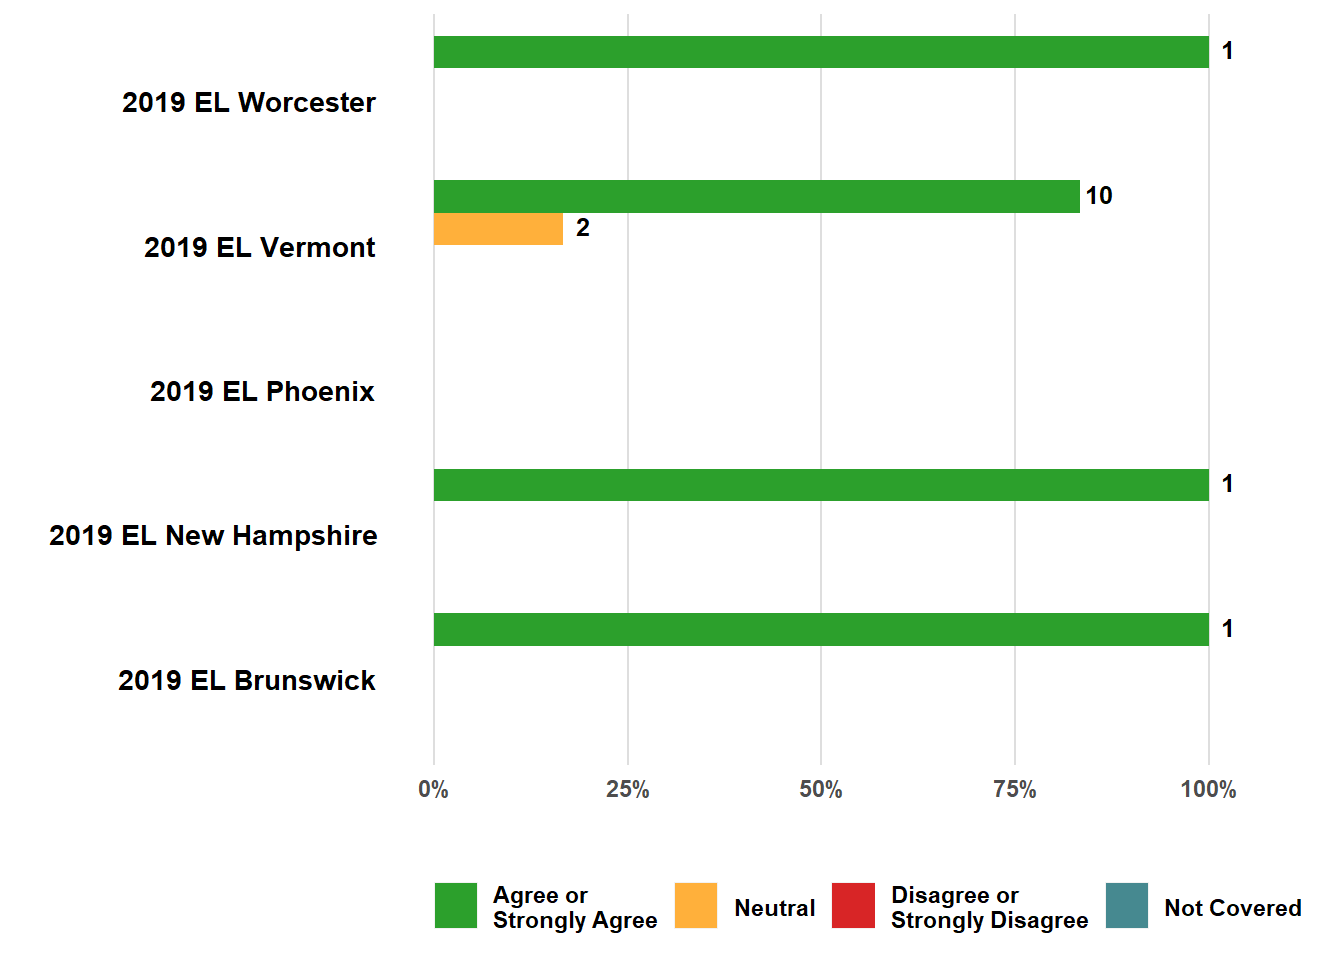 1
2019 EL Worcester
10
2
2019 EL Vermont
2019 EL Phoenix
1
2019 EL New Hampshire
1
2019 EL Brunswick
0% 25% 50% 75% 100%
Agree or
Strongly Agree
Neutral
Disagree or
Strongly Disagree
Not Covered